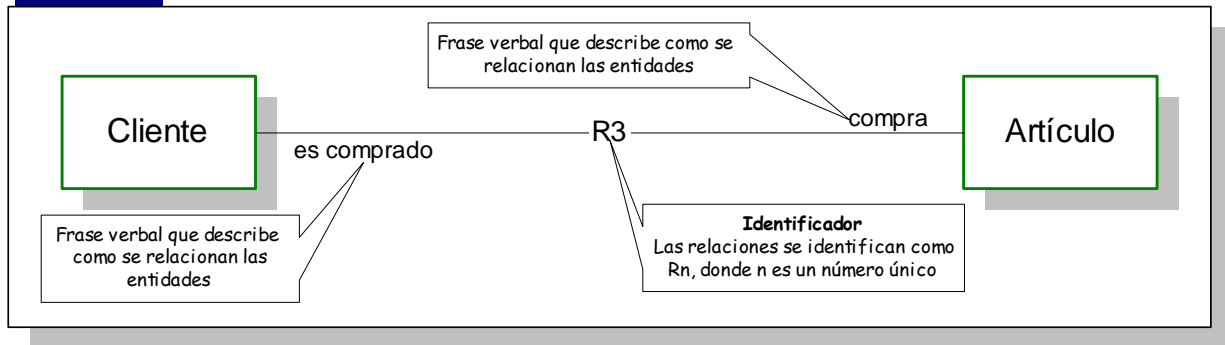 Frase verbal que describe como se
relacionan las entidades
Cliente
R3
compra
Artículo
es comprado
Frase verbal que describe
como se relacionan las
entidades
Identificador
Las relaciones se identifican como
Rn, donde n es un número único